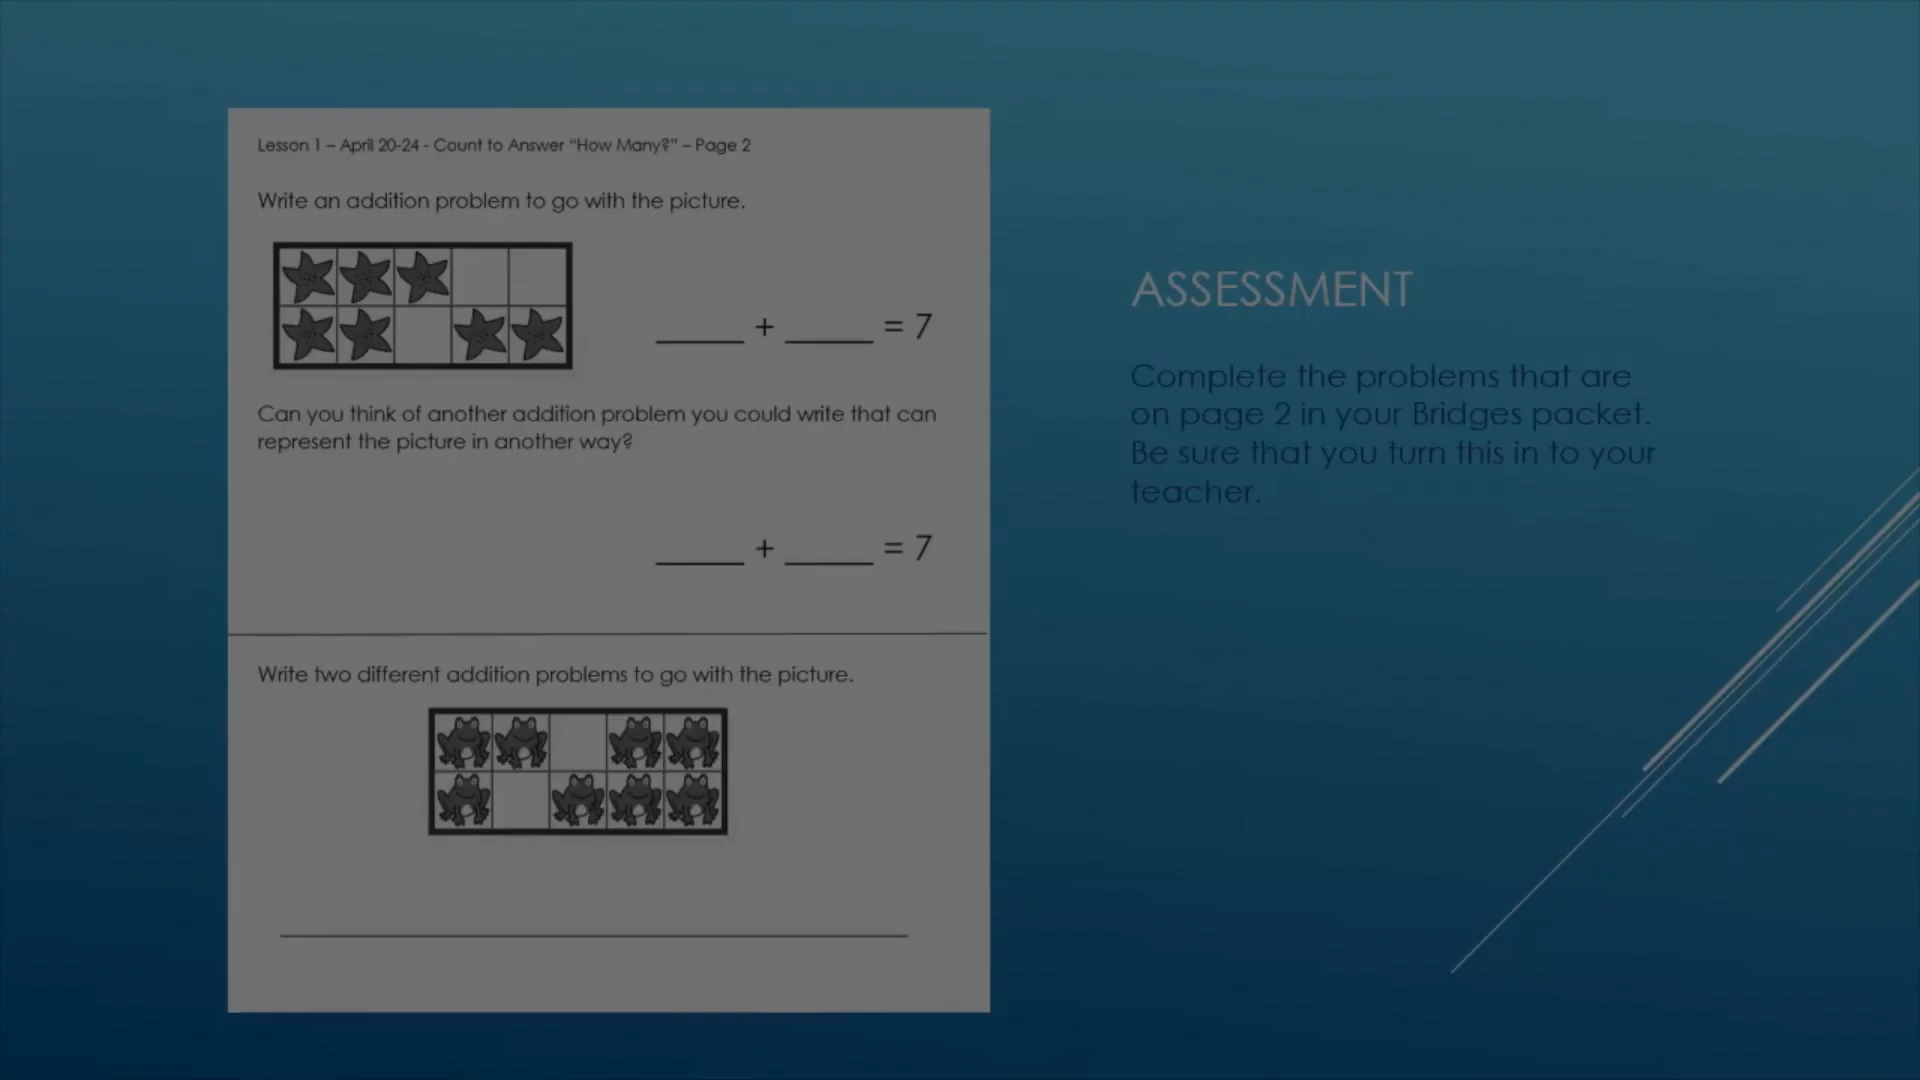 Lesson 1 – April 20-24 - Count to Answer “How Many?” – Page 2
Write an addition problem to go with the picture.
_____ + _____ = 7
Can you think of another addition problem you could write that can
represent the picture in another way?
_____ + _____ = 7
Write two different addition problems to go with the picture.
ASSESSMENT
Complete the problems that are
on page 2 in your Bridges packet.
Be sure that you turn this in to your
teacher.